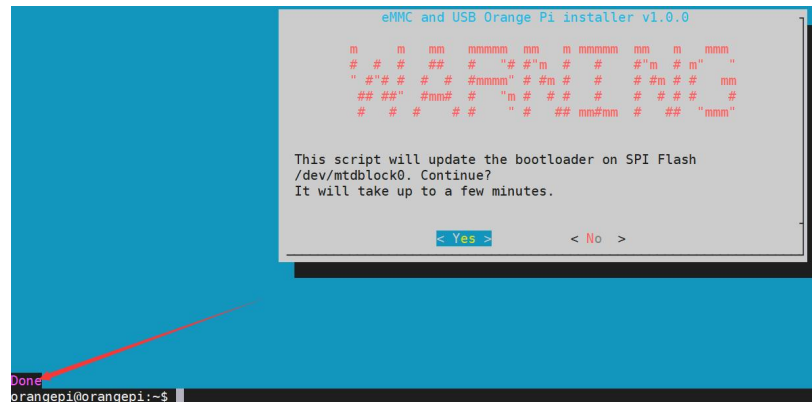 eMMC and USB Orange Pi installer v1.0.0
WARNING
This script will update the bootloader on SPI Flash
/dev/mtdblock0. Continue?
It will take up to a few minutes.
< Yes > < No >
Done
orangepi@orangepi:~$